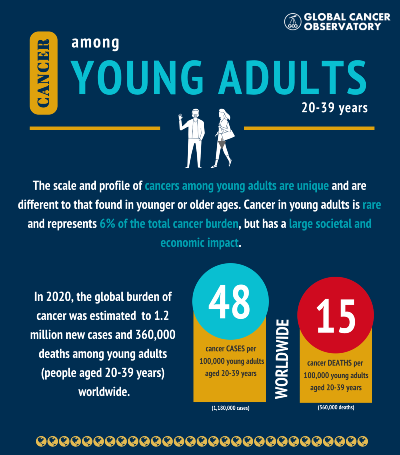 GLOBAL CANCER
OBSERVATORY
CANCER
among
YOUNG ADULTS
20-39 years
The scale and profile of cancers among young adults are unique and are
different to that found in younger or older ages. Cancer in young adults is rare
and represents 6% of the total cancer burden, but has a large societal and
economic impact.
In 2020, the global burden of
cancer was estimated to 1.2
million new cases and 360,000
deaths among young adults
(people aged 20-39 years)
worldwide.
48
cancer CASES per
100,000 young adults
aged 20-39 years
(1,180,000 cases)
WORLDWIDE
15
cancer DEATHS per
100,000 young adults
aged 20-39 years
(360,000 deaths)